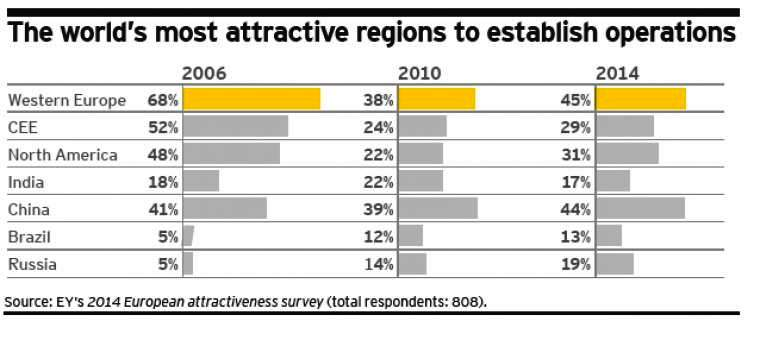 The world's most attractive regions to establish operations
2006 2010 2014
Western Europe 68% 38% 45%
CEE 52% 24% 29%
North America 48% 22% 31%
India 18% 22% 17%
China 41% 39% 44%
Brazil 5% 12% 13%
Russia 5% 14% 19%
Source: EY's 2014 European attractiveness survey (total respondents: 808).